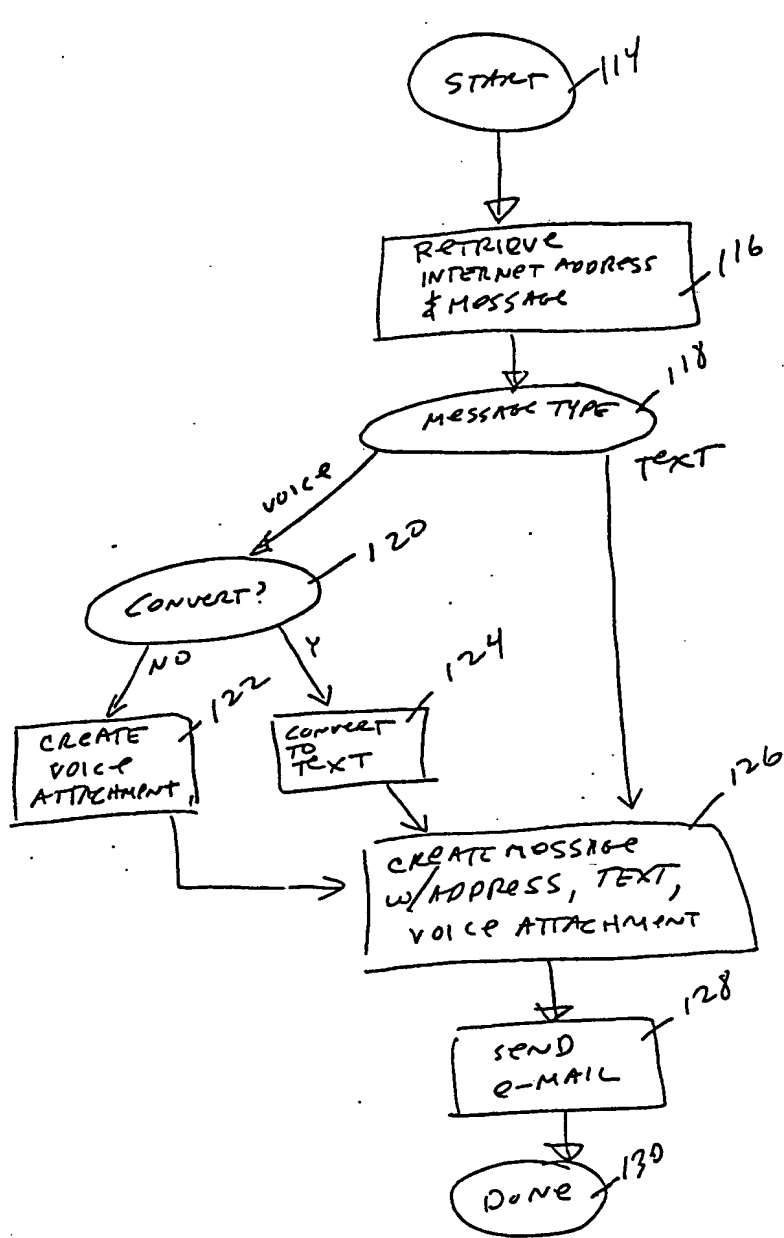 START
114
RETRIEVE
INTERNET ADDRESS
& MESSAGE
116
MESSAGE TYPE
118
VOICE
TEXT
CONVERT?
120
NO
Y
CREATE
VOICE
ATTACHMENT
122
CONVERT
TO
TEXT
124
CREATE MESSAGE
W/ADDRESS, TEXT,
VOICE ATTACHMENT
126
SEND
e-MAIL
128
DONE
130